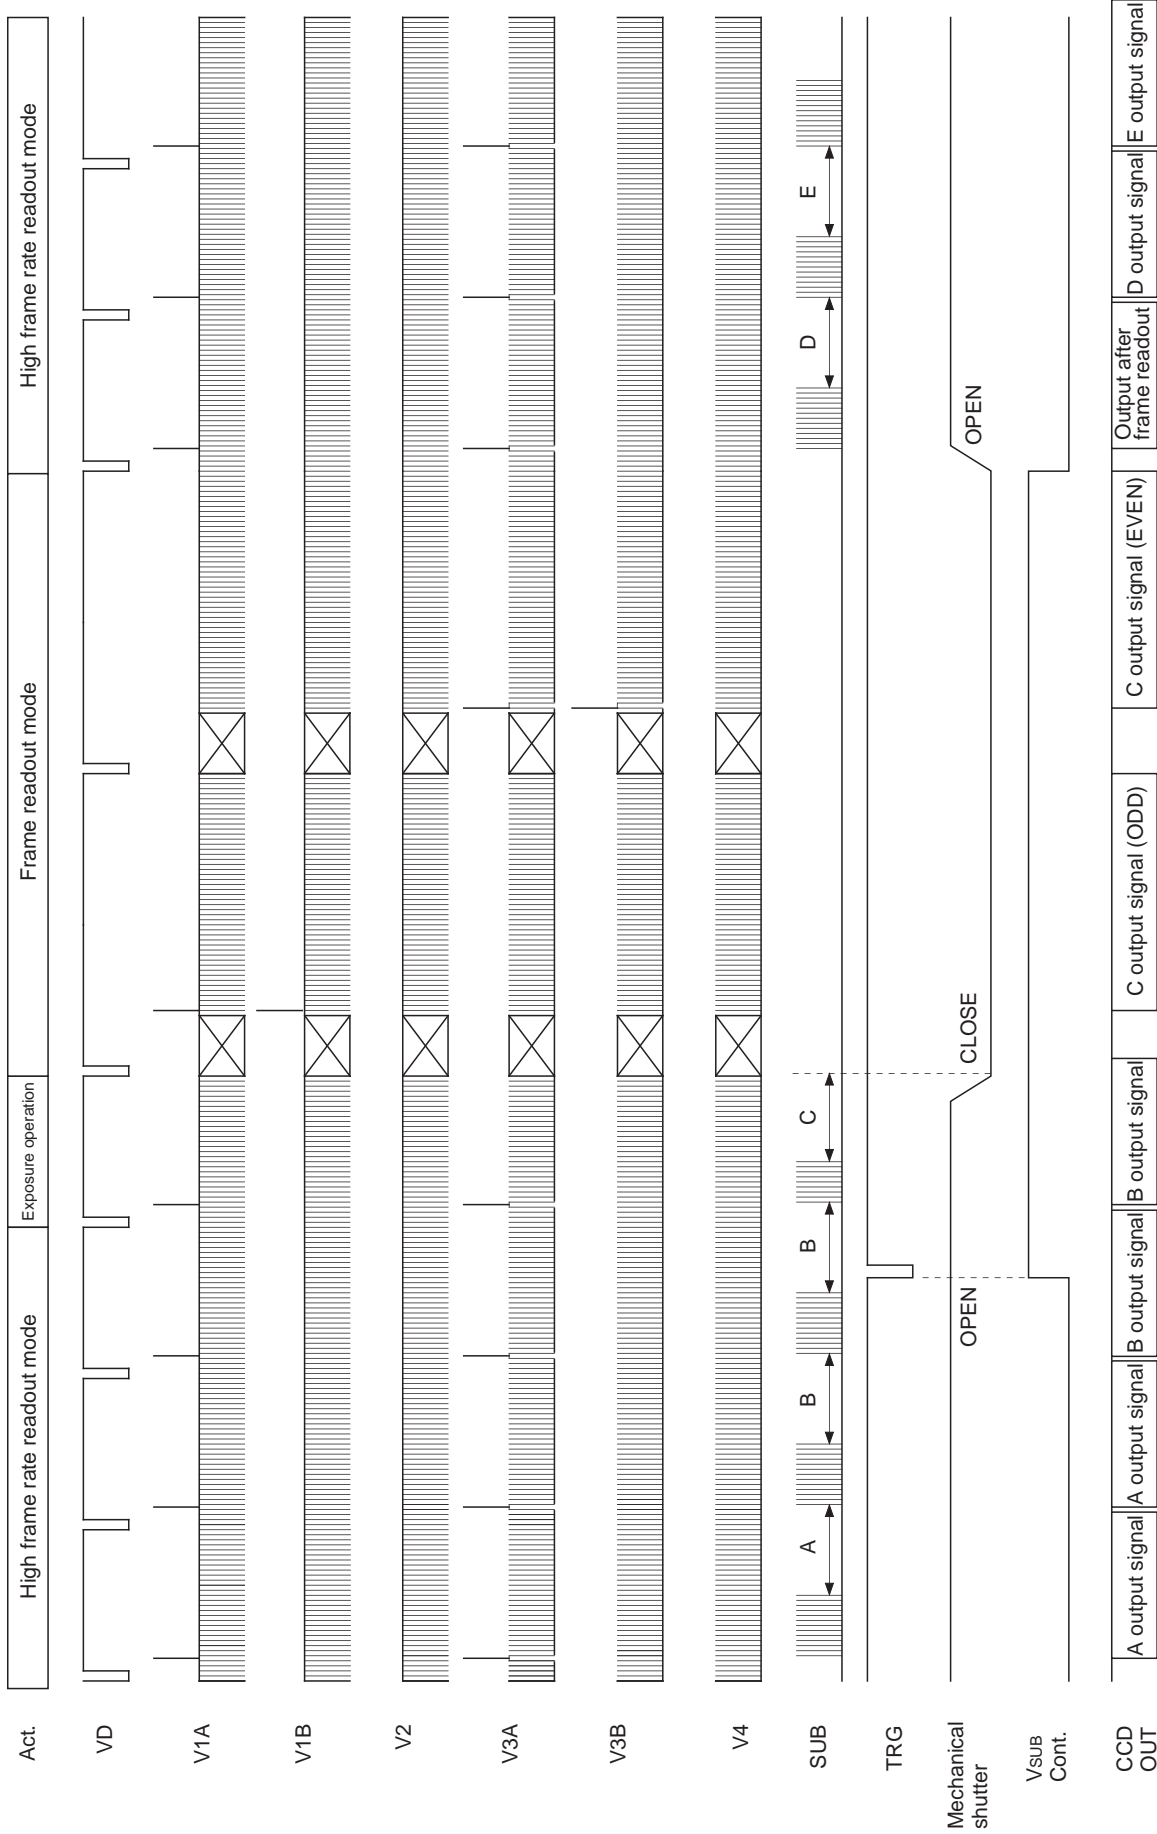 Act.
High frame rate readout mode
Exposure operation
Frame readout mode
High frame rate readout mode
VD
V1A
V1B
V2
V3A
V3B
V4
SUB
A
B
B
C
D
E
TRG
Mechanical
shutter
OPEN
CLOSE
OPEN
VSUB
Cont.
CCD
OUT
A output signal
A output signal
B output signal
B output signal
C output signal (ODD)
C output signal (EVEN)
Output after
frame readout
D output signal
E output signal